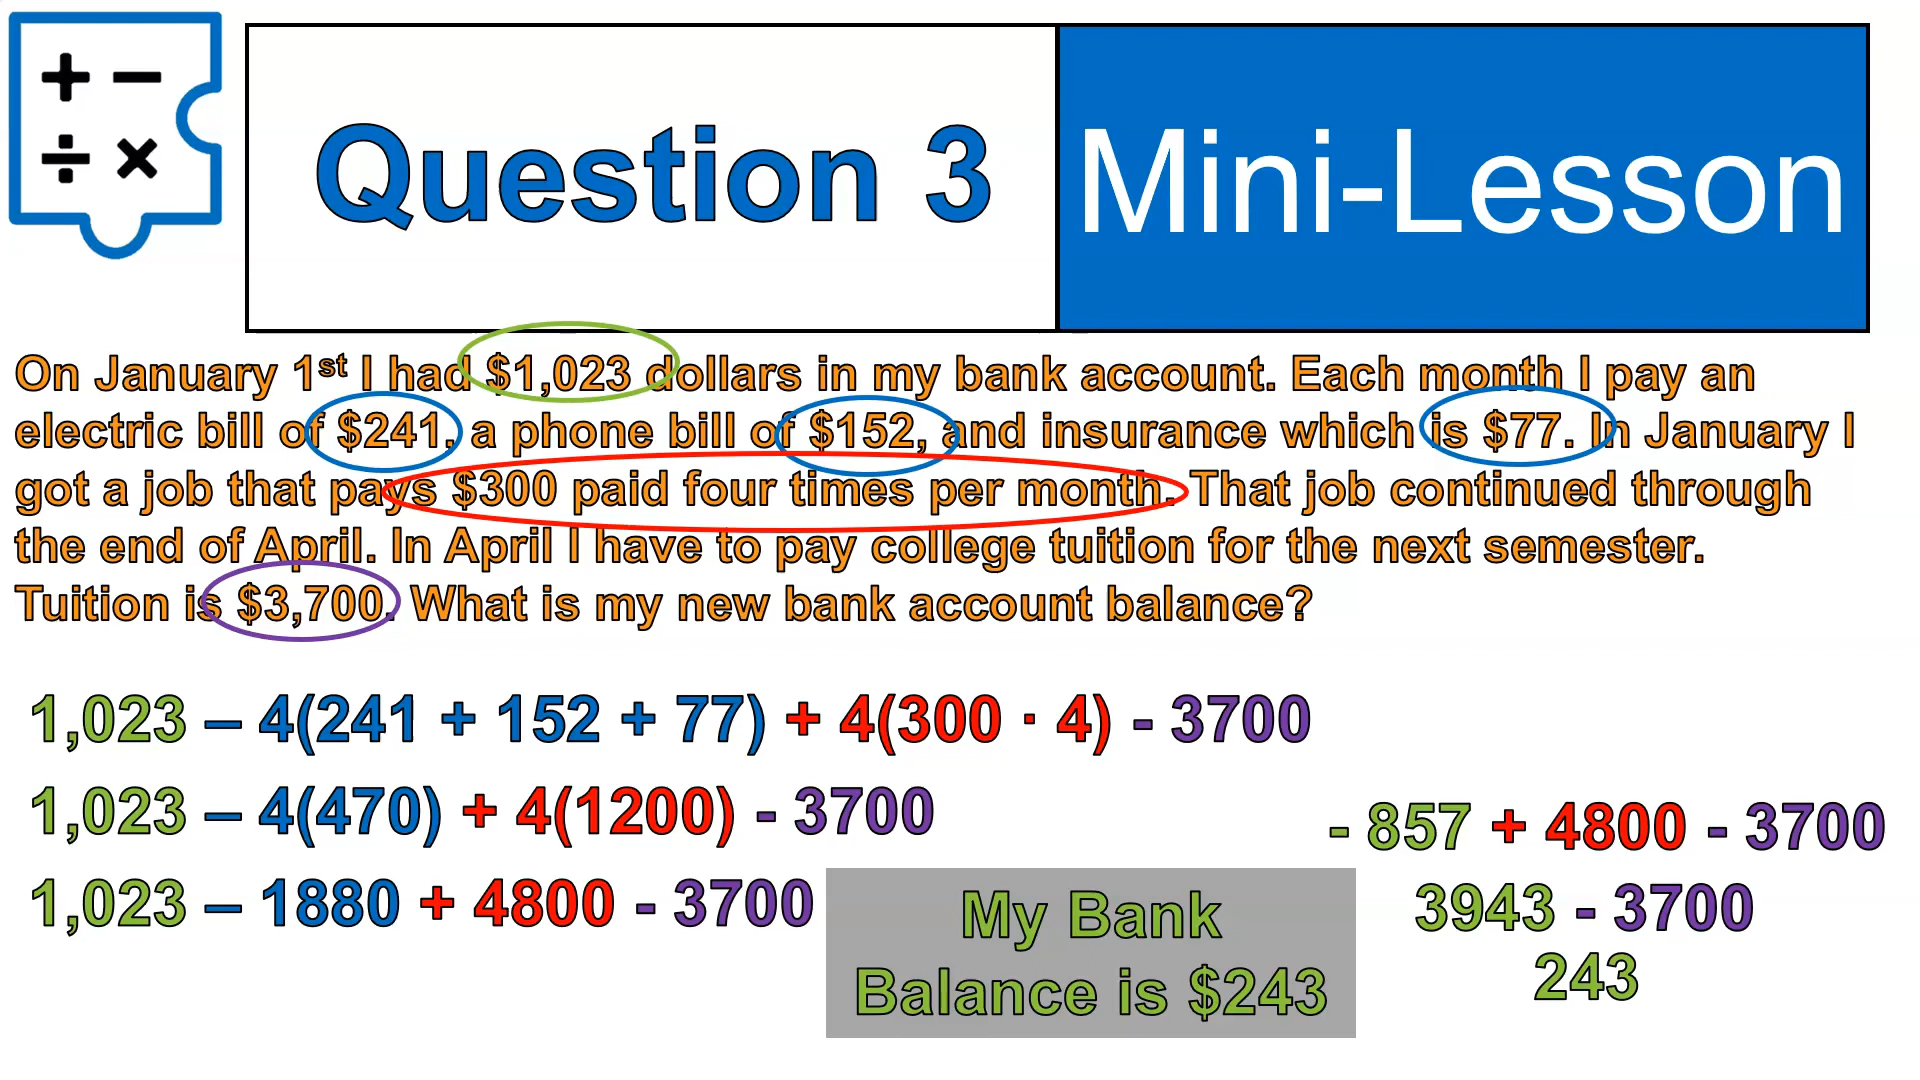 + −
÷ ×
Question 3
Mini-Lesson
On January 1st I had $1,023 dollars in my bank account. Each month I pay an
electric bill of $241, a phone bill of $152, and insurance which is $77. In January I
got a job that pays $300 paid four times per month. That job continued through
the end of April. In April I have to pay college tuition for the next semester.
Tuition is $3,700. What is my new bank account balance?
1,023 – 4(241 + 152 + 77) + 4(300 · 4) - 3700
1,023 – 4(470) + 4(1200) - 3700
1,023 – 1880 + 4800 - 3700
- 857 + 4800 - 3700
3943 - 3700
243
My Bank
Balance is $243